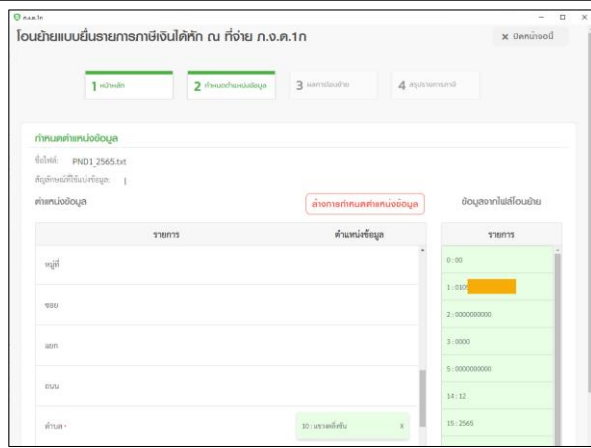 ภ.ง.ด.1ก
โอนย้ายแบบยื่นรายการภาษีเงินได้หัก ณ ที่จ่าย ภ.ง.ด.1ก
x ปิดหน้าจอนี้
1 หน้าหลัก
2 กำหนดตำแหน่งข้อมูล
3 ผลการโอนย้าย
4 สรุปรายการภาษี
กำหนดตำแหน่งข้อมูล
ชื่อไฟล์: PND1_2565.txt
สัญลักษณ์ที่ใช้แบ่งข้อมูล: |
ตำแหน่งข้อมูล
ล้างการกำหนดตำแหน่งข้อมูล
ข้อมูลจากไฟล์โอนย้าย
รายการ
ตำแหน่งข้อมูล
รายการ
หมู่ที่
ซอย
แยก
ถนน
ตำบล *
10 : แขวงตลิ่งชัน x
0 : 00
1 : 010
2 : 0000000000
3 : 0000
5 : 0000000000
14 : 12
15 : 2565